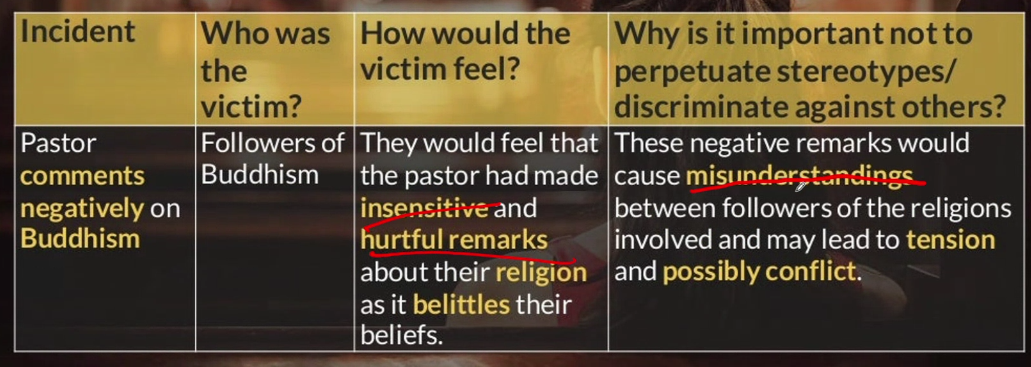 Incident
Who was
the
victim?
How would the
victim feel?
Why is it important not to
perpetuate stereotypes/
discriminate against others?
Pastor
comments
negatively on
Buddhism
Followers of
Buddhism
They would feel that
the pastor had made
insensitive and
hurtful remarks
about their religion
as it belittles their
beliefs.
These negative remarks would
cause misunderstandings
between followers of the religions
involved and may lead to tension
and possibly conflict.